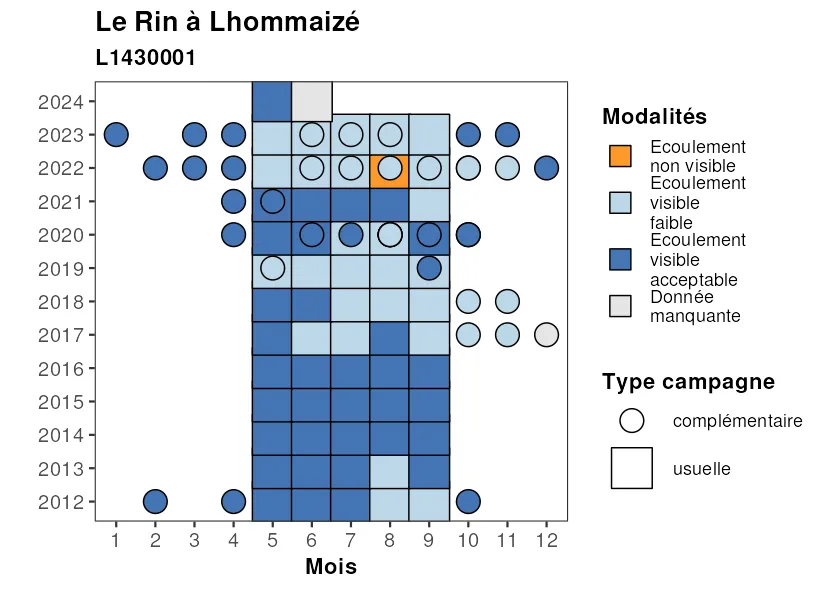 Le Rin à Lhommaizé
L1430001
2024
2023
2022
2021
2020
2019
2018
2017
2016
2015
2014
2013
2012
1 2 3 4 5 6 7 8 9 10 11 12
Mois
Modalités
Ecoulement
non visible
Ecoulement
visible
faible
Ecoulement
visible
acceptable
Donnée
manquante
Type campagne
complémentaire
usuelle